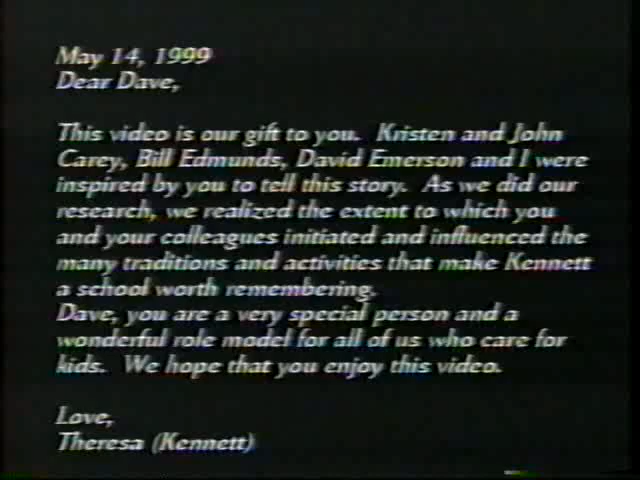 May 14, 1999
Dear Dave,
This video is our gift to you. Kristen and John
Carey, Bill Edmunds, David Emerson and I were
inspired by you to tell this story. As we did our
research, we realized the extent to which you
and your colleagues initiated and influenced the
many traditions and activities that make Kennett
a school worth remembering.
Dave, you are a very special person and a
wonderful role model for all of us who care for
kids. We hope that you enjoy this video.
Love,
Theresa (Kennett)